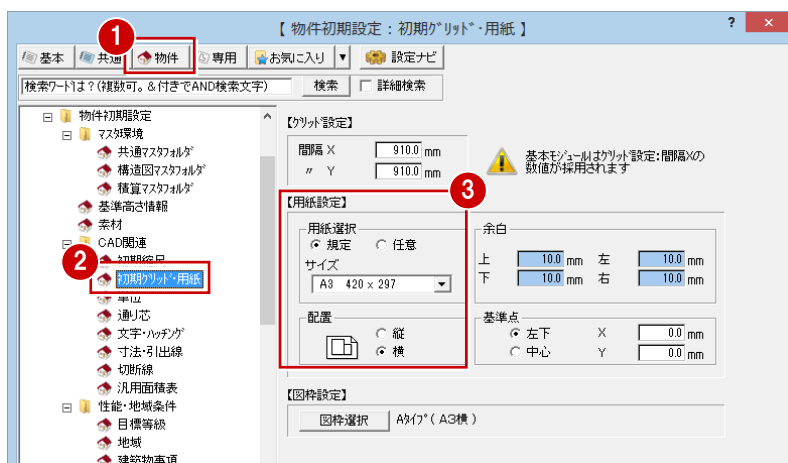 【 物件初期設定：初期ｸﾞﾘｯﾄﾞ・用紙 】
? ×
1
基本 共通 物件 専用 お気に入り ▼ 設定ナビ
検索ﾜｰﾄﾞは？(複数可。& 付きでAND検索文字) 検索 詳細検索
物件初期設定
ﾏｽﾀ環境
共通ﾏｽﾀﾌｫﾙﾀﾞ
構造図ﾏｽﾀﾌｫﾙﾀﾞ
積算ﾏｽﾀﾌｫﾙﾀﾞ
基準高さ情報
素材
CAD関連
2
初期縮尺
初期ｸﾞﾘｯﾄﾞ・用紙
単位
通り芯
文字・ﾊｯﾁﾝｸﾞ
寸法・引出線
切断線
汎用面積表
性能・地域条件
目標等級
地域
建築物事項
【ｸﾞﾘｯﾄﾞ設定】
間隔 X 910.0 mm
〃 Y 910.0 mm
基本ﾓｼﾞｭｰﾙはｸﾞﾘｯﾄﾞ設定：間隔Xの
数値が採用されます
3
【用紙設定】
用紙選択
規定 任意
サイズ
A3 420 x 297
配置
縦
横
余白
上 10.0 mm 左 10.0 mm
下 10.0 mm 右 10.0 mm
基準点
左下 X 0.0 mm
中心 Y 0.0 mm
【図枠設定】
図枠選択 Aﾀｲﾌﾟ( A3横 )